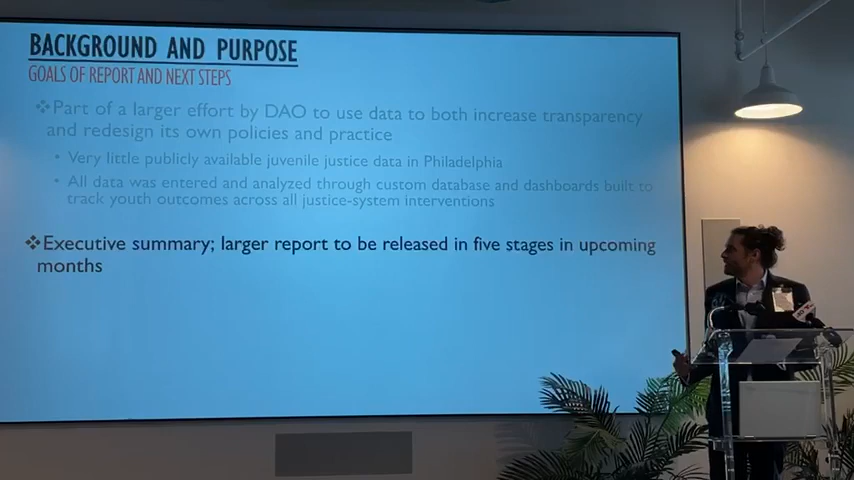 BACKGROUND AND PURPOSE
GOALS OF REPORT AND NEXT STEPS
❖Part of a larger effort by DAO to use data to both increase transparency
and redesign its own policies and practice
• Very little publicly available juvenile justice data in Philadelphia
• All data was entered and analyzed through custom database and dashboards built to
track youth outcomes across all justice-system interventions
❖Executive summary; larger report to be released in five stages in upcoming
months